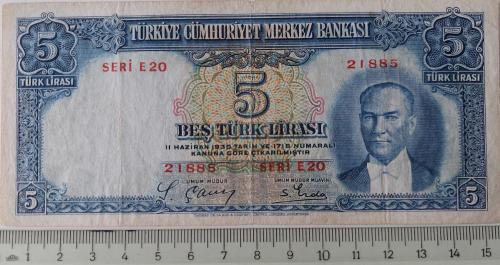 5 TÜRKİYE CÜMHURİYET MERKEZ BANKASI 5
TÜRK LİRASI TÜRK LİRASI
SERİ E20 21885
5
BEŞ TÜRK LİRASI
11 HAZİRAN 1930 TARİH VE 1715 NUMARALI
KANUNA GÖRE ÇIKARILMIŞTIR
21885 SERİ E.20
UMUM MÜDÜR UMUM MÜDÜR MUAVİNİ
5 5
1 2 3 4 5 6 7 8 9 10 11 12 13 14 15